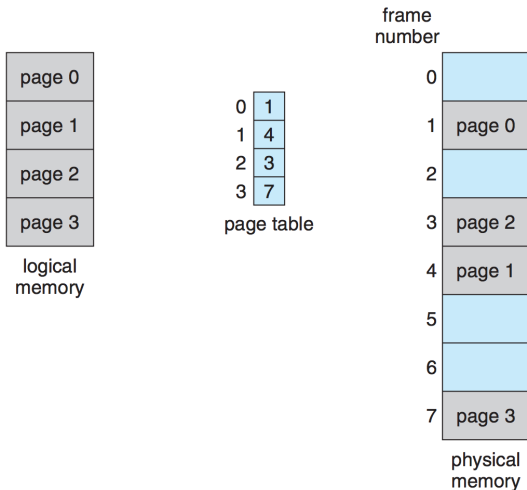 page 0
page 1
page 2
page 3
logical
memory
0 1
1 4
2 3
3 7
page table
frame
number
0
1 page 0
2
3 page 2
4 page 1
5
6
7 page 3
physical
memory